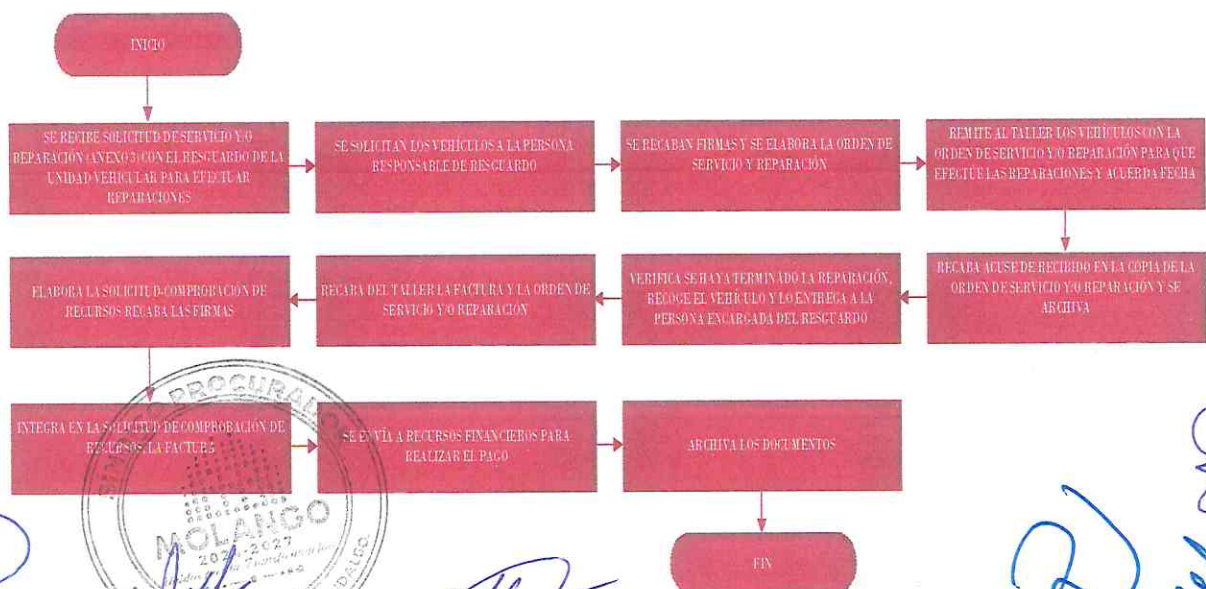 INICIO
SE RECIBE SOLICITUD DE SERVICIO Y/O
REPARACIÓN (ANEXO 3) CON EL RESGUARDO DE LA
UNIDAD VEHICULAR PARA EFECTUAR
REPARACIONES
SE SOLICITAN LOS VEHÍCULOS A LA PERSONA
RESPONSABLE DE RESGUARDO
SE RECABAN FIRMAS Y SE ELABORA LA ORDEN DE
SERVICIO Y REPARACIÓN
REMITE AL TALLER LOS VEHÍCULOS CON LA
ORDEN DE SERVICIO Y/O REPARACIÓN PARA QUE
EFECTÚE LAS REPARACIONES Y ACUERDA FECHA
RECABA ACUSE DE RECIBIDO EN LA COPIA DE LA
ORDEN DE SERVICIO Y/O REPARACIÓN Y SE
ARCHIVA
VERIFICA SE HAYA TERMINADO LA REPARACIÓN,
RECOGE EL VEHÍCULO Y LO ENTREGA A LA
PERSONA ENCARGADA DEL RESGUARDO
RECABA DEL TALLER LA FACTURA Y LA ORDEN DE
SERVICIO Y/O REPARACIÓN
ELABORA LA SOLICITUD-COMPROBACIÓN DE
RECURSOS RECABA LAS FIRMAS
INTEGRA EN LA SOLICITUD DE COMPROBACIÓN DE
RECURSOS, LA FACTURA
SE ENVÍA A RECURSOS FINANCIEROS PARA
REALIZAR EL PAGO
ARCHIVA LOS DOCUMENTOS
FIN
PROCURADOR
MOLANGO
2024-2027